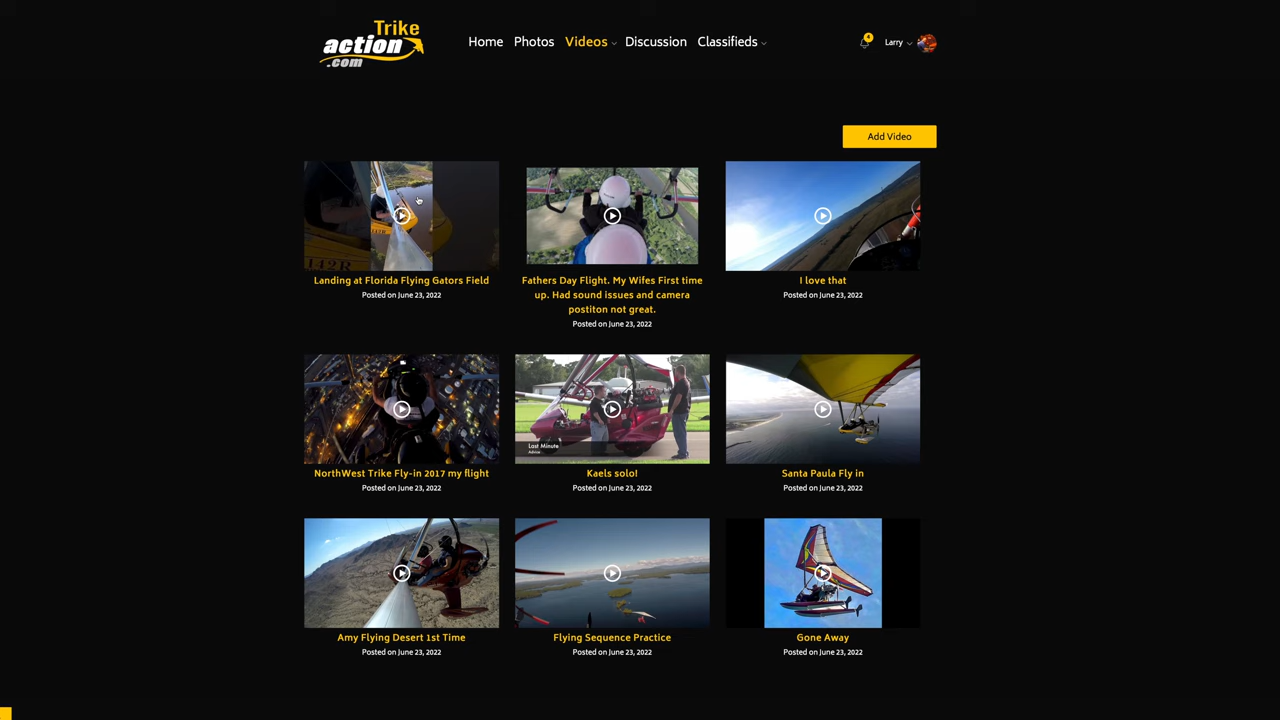 Trike
action
.com
Home Photos Videos Discussion Classifieds
4
Larry
Add Video
Landing at Florida Flying Gators Field
Posted on June 23, 2022
Fathers Day Flight. My Wifes First time
up. Had sound issues and camera
postiton not great.
Posted on June 23, 2022
I love that
Posted on June 23, 2022
NorthWest Trike Fly-in 2017 my flight
Posted on June 23, 2022
Last Minute
Kaels solo!
Posted on June 23, 2022
Santa Paula Fly in
Posted on June 23, 2022
Amy Flying Desert 1st Time
Posted on June 23, 2022
Flying Sequence Practice
Posted on June 23, 2022
Gone Away
Posted on June 23, 2022